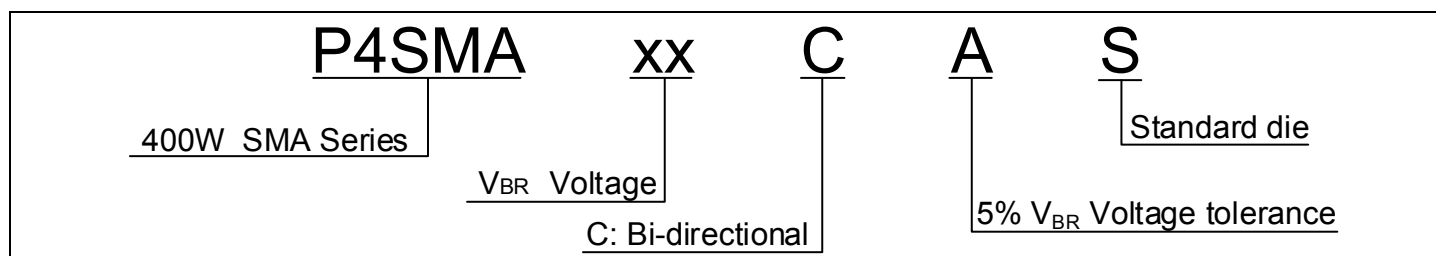 P4SMA xx C A S
400W SMA Series
Standard die
VBR Voltage
5% VBR Voltage tolerance
C: Bi-directional